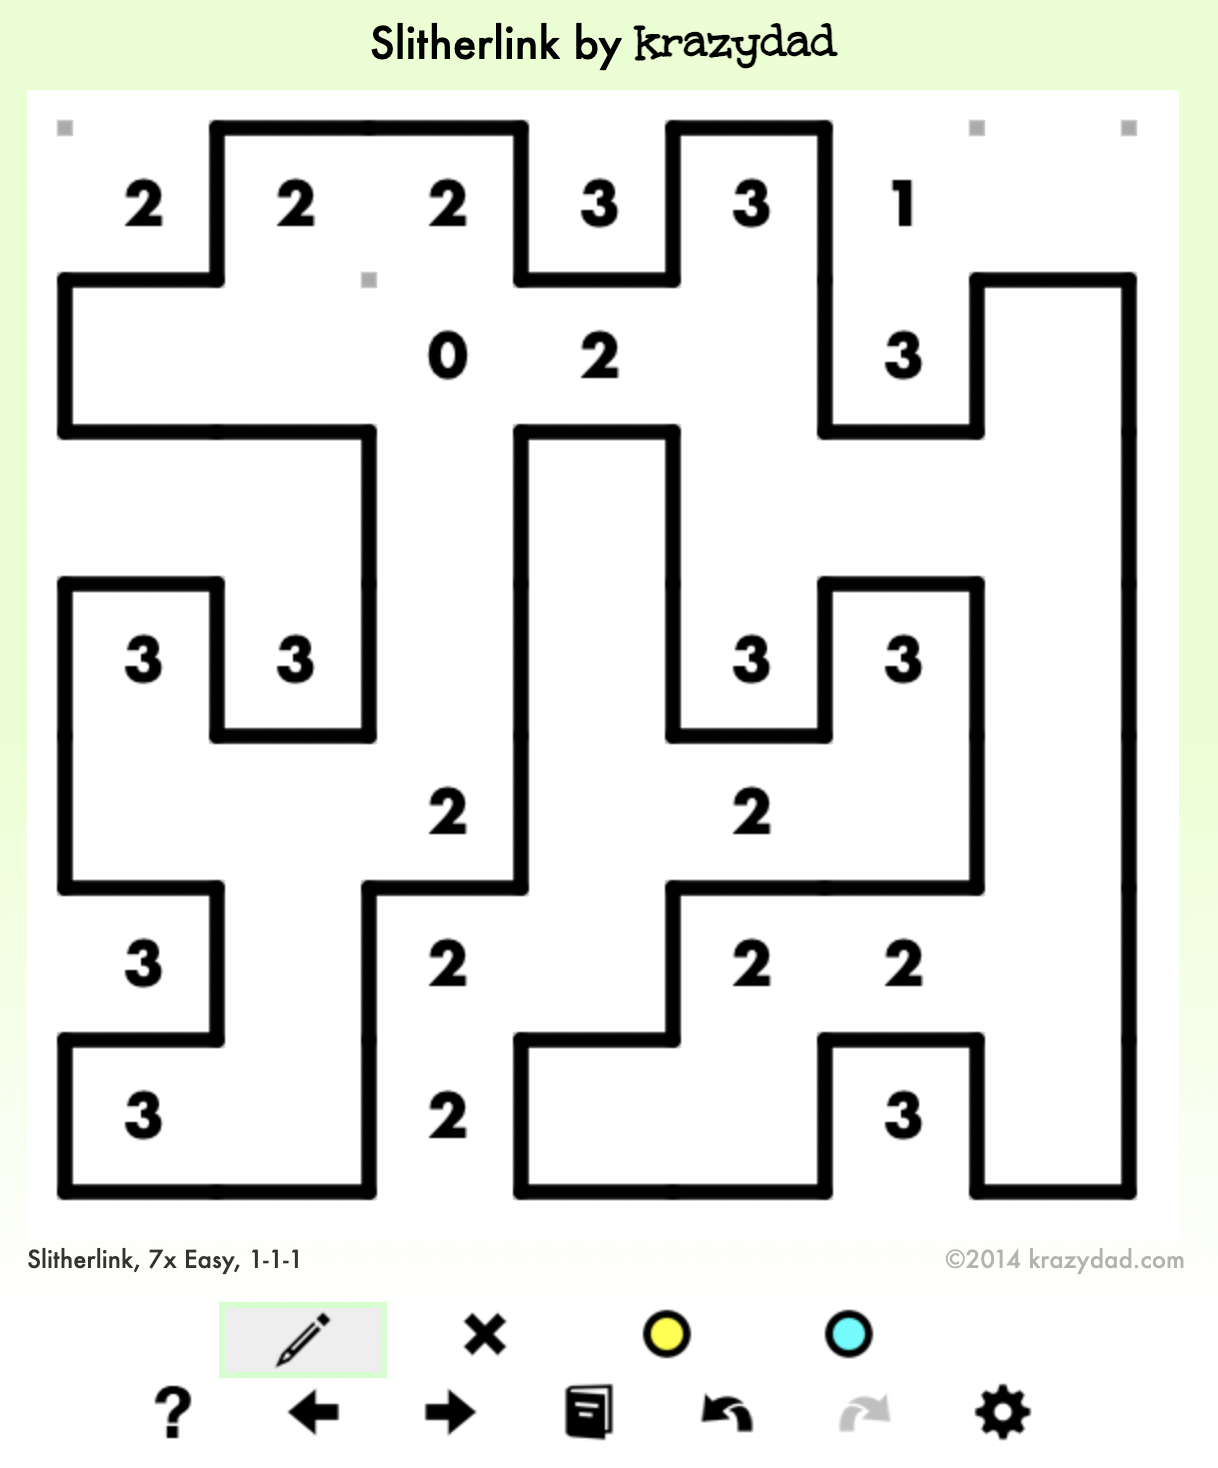 Slitherlink by krazydad
2 2 2 3 3 1
0 2 3
3 3 3 3
2 2
3 2 2 2
3 2 3
Slitherlink, 7x Easy, 1-1-1
©2014 krazydad.com
?